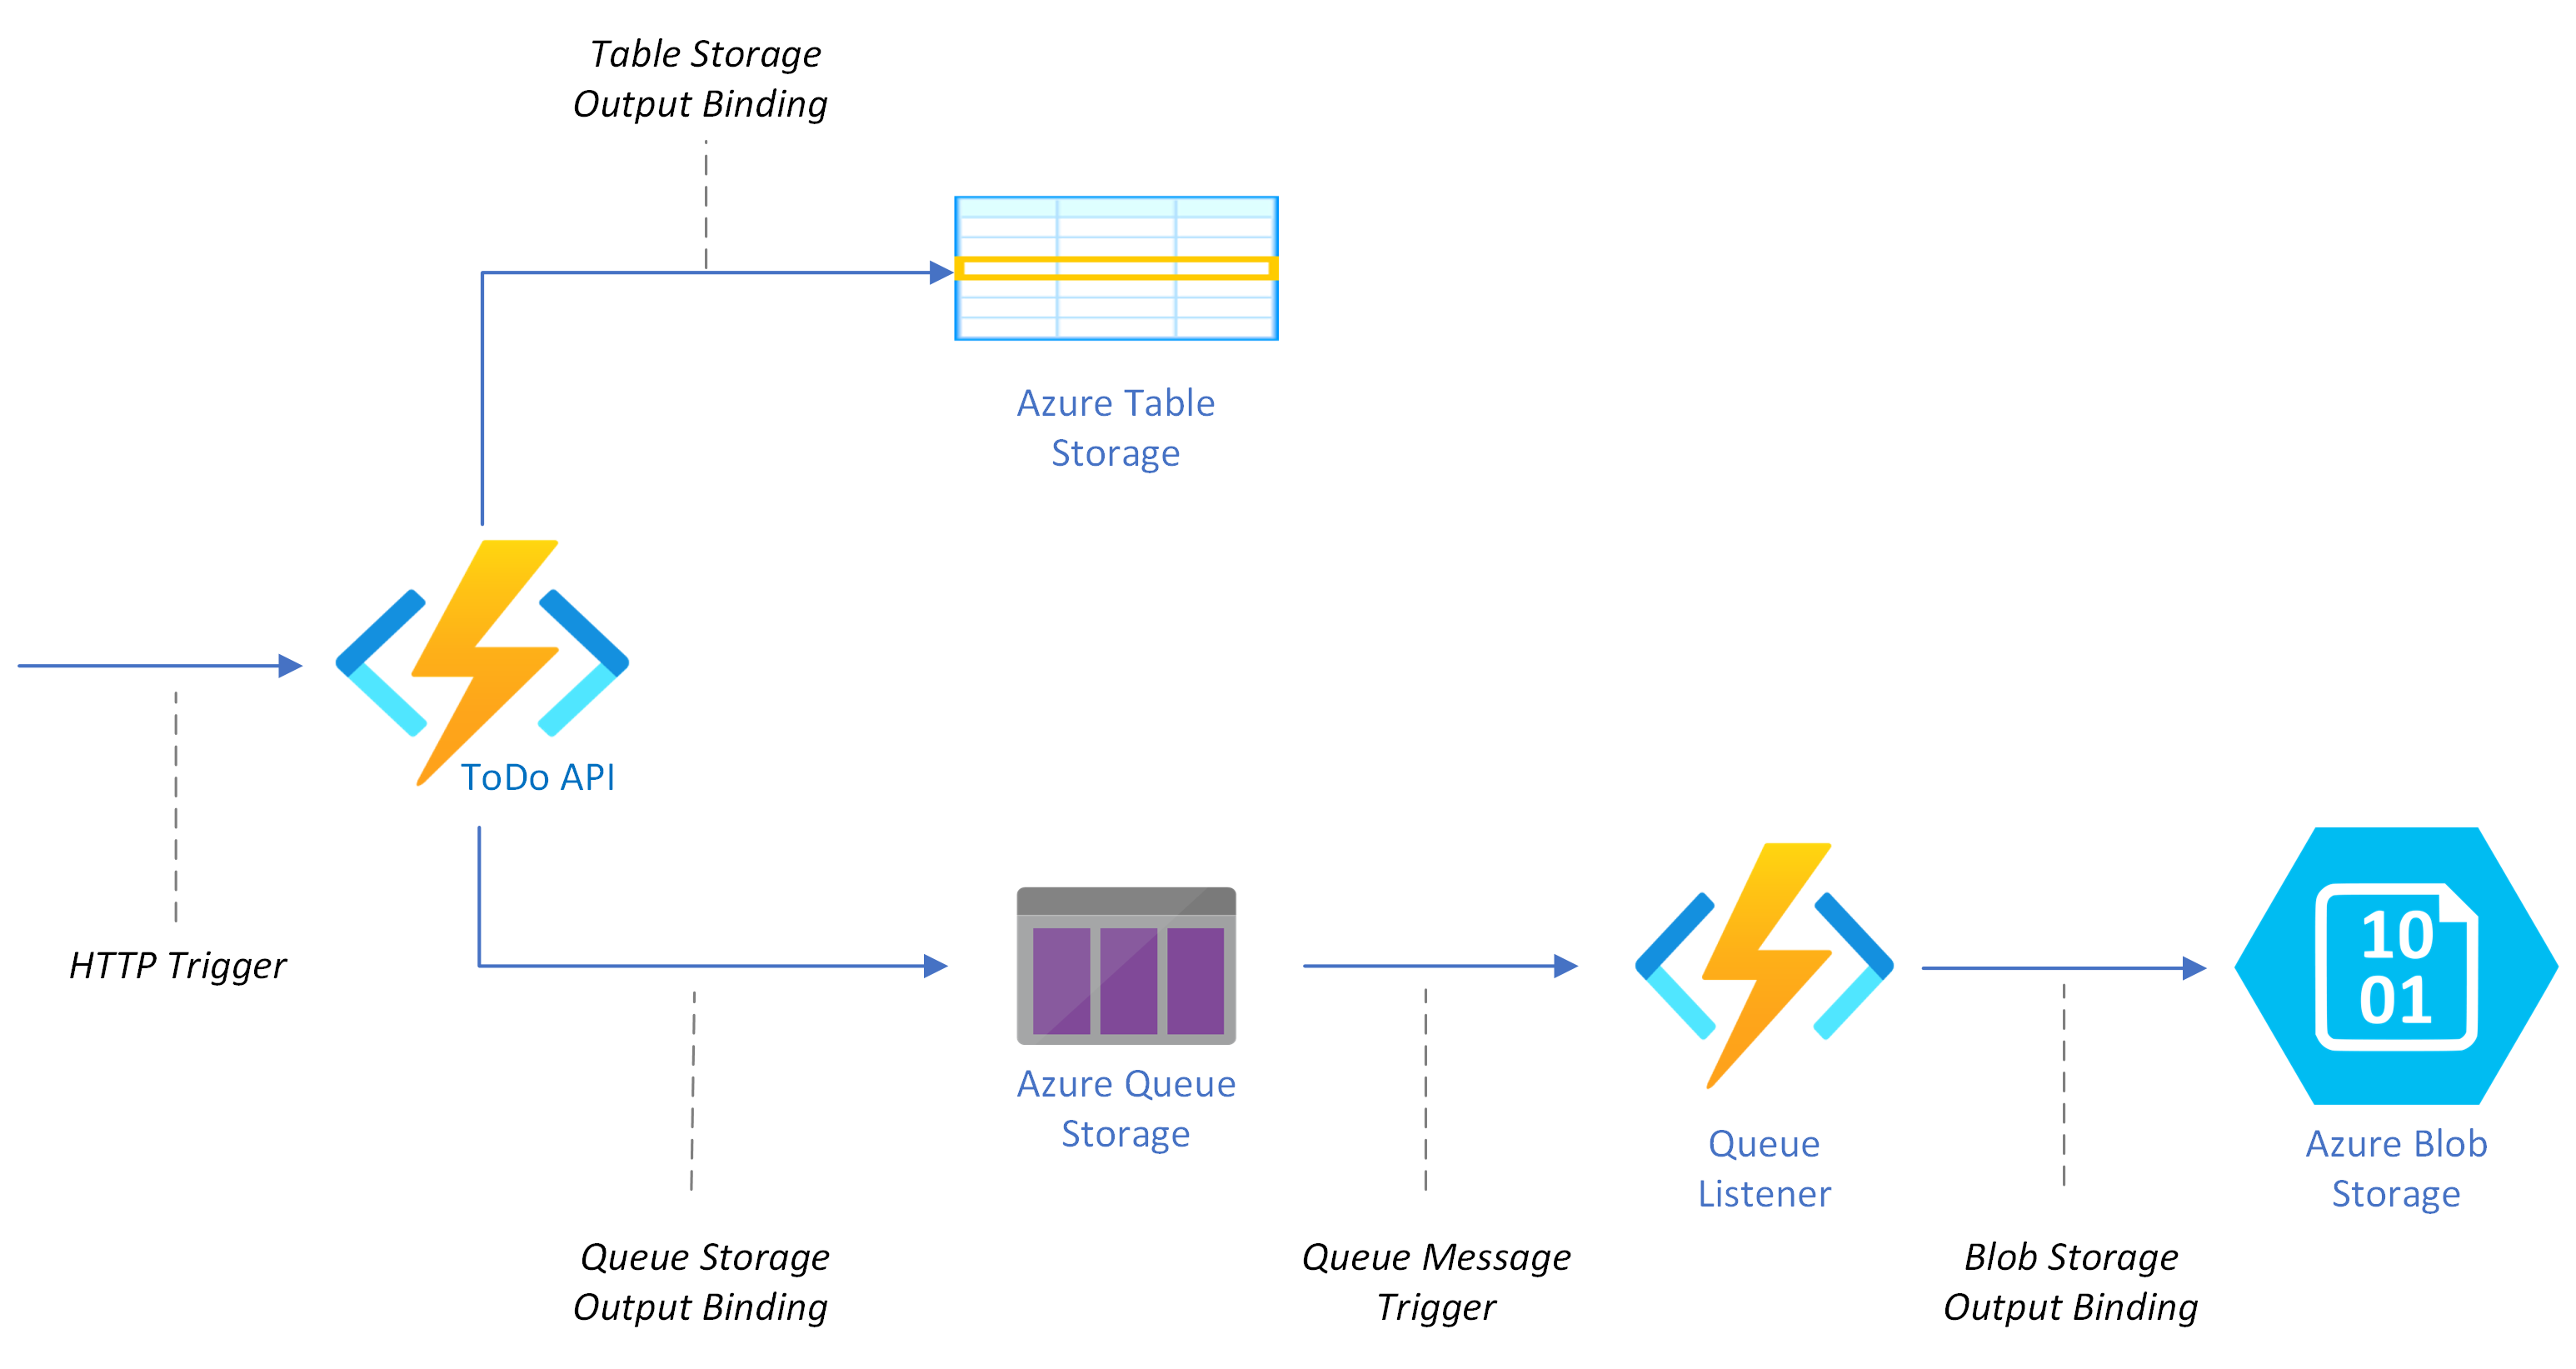 Table Storage
Output Binding
Azure Table
Storage
ToDo API
HTTP Trigger
Azure Queue
Storage
Queue
Listener
10
01
Azure Blob
Storage
Queue Storage
Output Binding
Queue Message
Trigger
Blob Storage
Output Binding